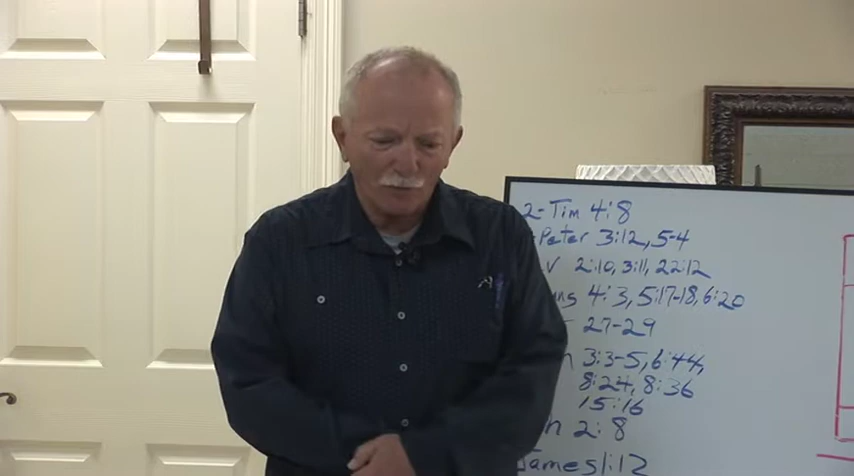 2-Tim 4:8
Peter 3:12, 5-4
V 2:10, 3:11, 22:12
4:3, 5:17-18, 6:20
27-29
3:3-5, 6:44,
8:24, 8:36
15:16
2:8
James 1:12